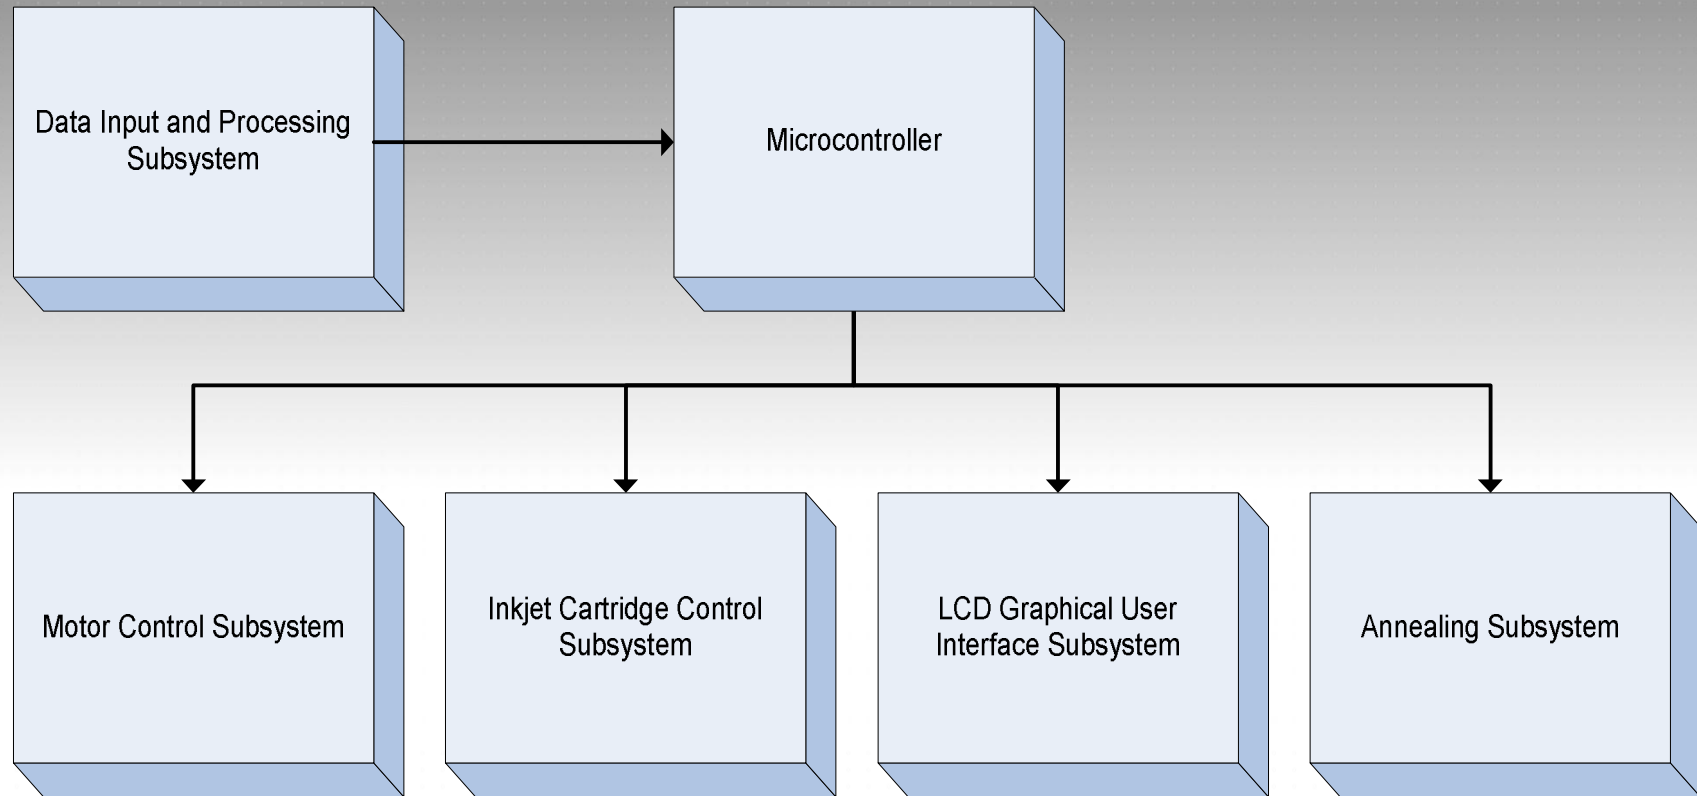 Data Input and Processing
Subsystem
Microcontroller
Motor Control Subsystem
Inkjet Cartridge Control
Subsystem
LCD Graphical User
Interface Subsystem
Annealing Subsystem